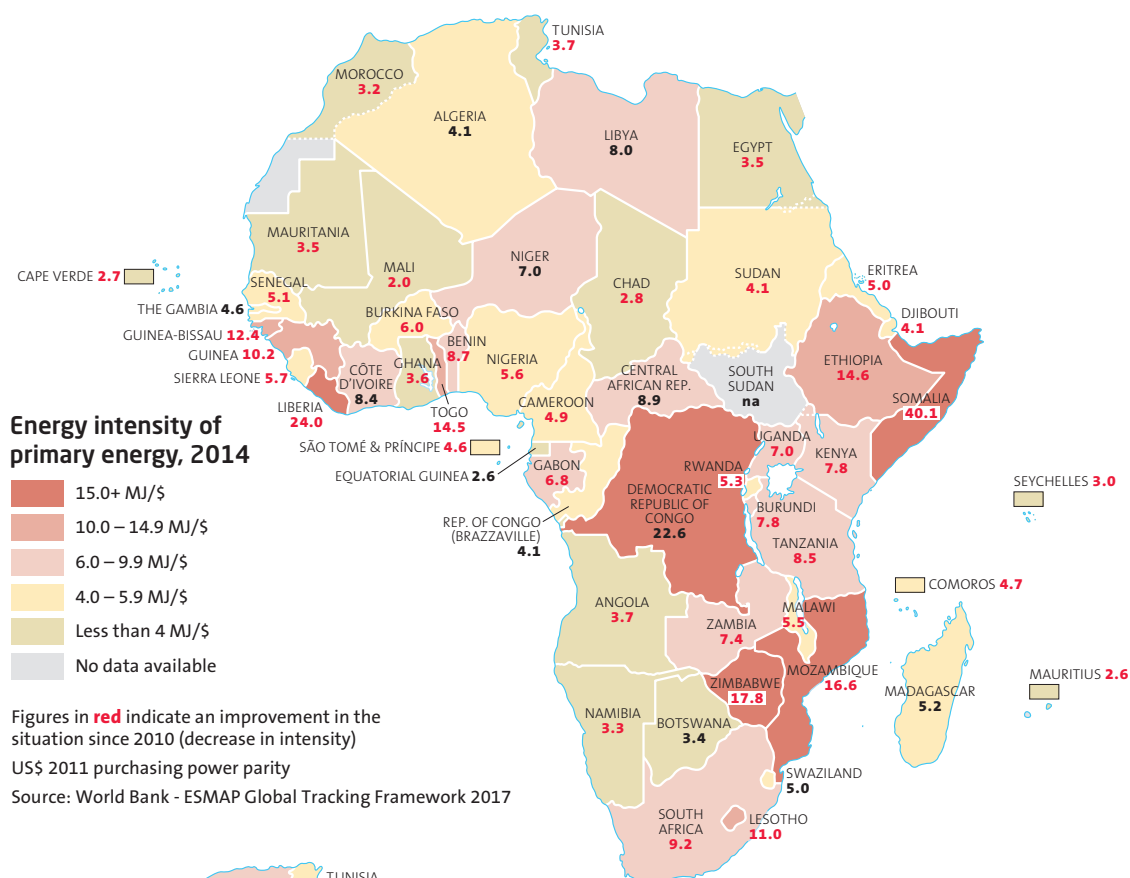 TUNISIA
3.7
MOROCCO
3.2
ALGERIA
4.1
LIBYA
8.0
EGYPT
3.5
MAURITANIA
3.5
MALI
2.0
NIGER
7.0
CHAD
2.8
SUDAN
4.1
ERITREA
5.0
CAPE VERDE 2.7
SENEGAL
5.1
THE GAMBIA 4.6
BURKINA FASO
6.0
DJIBOUTI
4.1
GUINEA-BISSAU 12.4
GUINEA 10.2
SIERRA LEONE 5.7
LIBERIA
24.0
CÔTE
D'IVOIRE
8.4
GHANA
3.6
BENIN
8.7
TOGO
14.5
NIGERIA
5.6
CAMEROON
4.9
CENTRAL
AFRICAN REP.
8.9
SOUTH
SUDAN
na
ETHIOPIA
14.6
SOMALIA
40.1
SÃO TOMÉ & PRÍNCIPE 4.6
EQUATORIAL GUINEA 2.6
GABON
6.8
REP. OF CONGO
(BRAZZAVILLE)
4.1
DEMOCRATIC
REPUBLIC OF
CONGO
22.6
RWANDA
5.3
UGANDA
7.0
KENYA
7.8
BURUNDI
7.8
TANZANIA
8.5
SEYCHELLES 3.0
COMOROS 4.7
ANGOLA
3.7
ZAMBIA
7.4
MALAWI
5.5
MOZAMBIQUE
16.6
ZIMBABWE
17.8
MADAGASCAR
5.2
MAURITIUS 2.6
NAMIBIA
3.3
BOTSWANA
3.4
SWAZILAND
5.0
SOUTH
AFRICA
9.2
LESOTHO
11.0
Energy intensity of
primary energy, 2014
15.0+ MJ/$
10.0 – 14.9 MJ/$
6.0 – 9.9 MJ/$
4.0 – 5.9 MJ/$
Less than 4 MJ/$
No data available
Figures in red indicate an improvement in the
situation since 2010 (decrease in intensity)
US$ 2011 purchasing power parity
Source: World Bank - ESMAP Global Tracking Framework 2017
TUNISIA